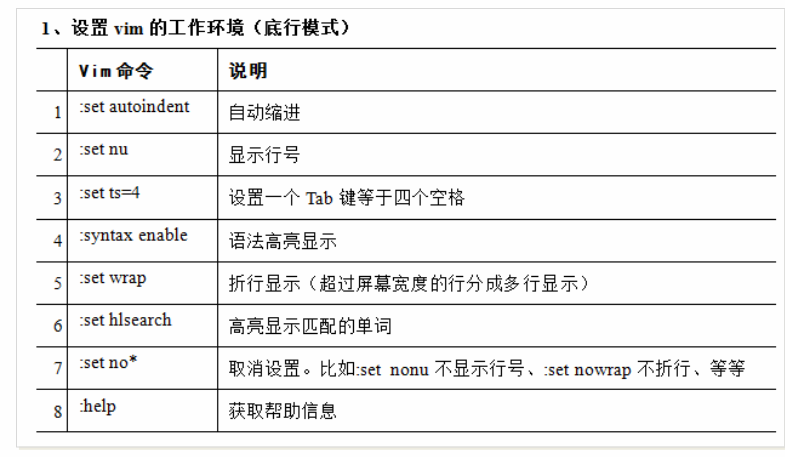 1、设置 vim 的工作环境（底行模式）
Vim 命令 说明
1 :set autoindent 自动缩进
2 :set nu 显示行号
3 :set ts=4 设置一个 Tab 键等于四个空格
4 :syntax enable 语法高亮显示
5 :set wrap 折行显示（超过屏幕宽度的行分成多行显示）
6 :set hlsearch 高亮显示匹配的单词
7 :set no* 取消设置。比如:set nonu 不显示行号、:set nowrap 不折行、等等
8 :help 获取帮助信息